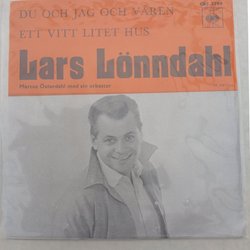 DU OCH JAG OCH VÅREN
ETT VITT LITET HUS
Lars Lönndahl
Marcus Österdahl med sin orkester